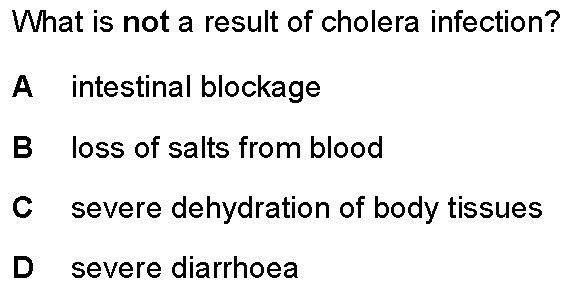 What is not a result of cholera infection?
A intestinal blockage
B loss of salts from blood
C severe dehydration of body tissues
D severe diarrhoea